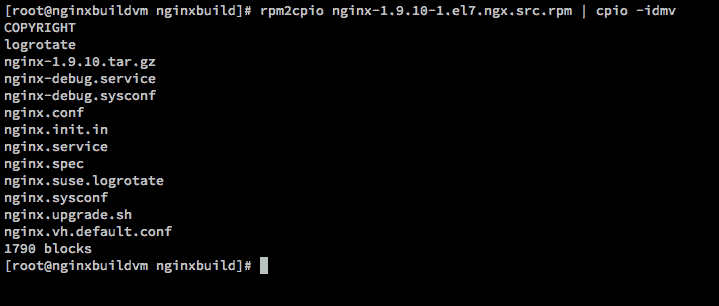 [root@nginxbuildvm nginxbuild]# rpm2cpio nginx-1.9.10-1.el7.ngx.src.rpm | cpio -idmv
COPYRIGHT
logrotate
nginx-1.9.10.tar.gz
nginx-debug.service
nginx-debug.sysconf
nginx.conf
nginx.init.in
nginx.service
nginx.spec
nginx.suse.logrotate
nginx.sysconf
nginx.upgrade.sh
nginx.vh.default.conf
1790 blocks
[root@nginxbuildvm nginxbuild]#